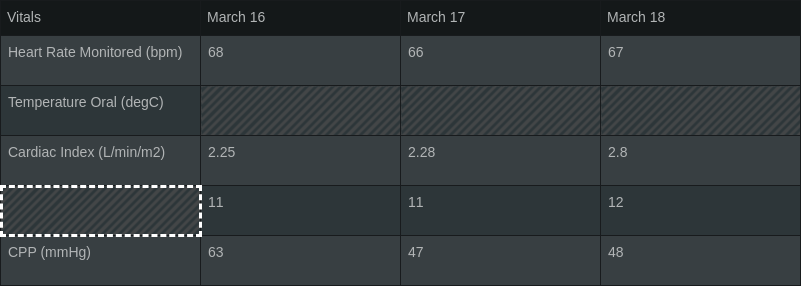 Vitals March 16 March 17 March 18
Heart Rate Monitored (bpm) 68 66 67
Temperature Oral (degC)
Cardiac Index (L/min/m2) 2.25 2.28 2.8
11 11 12
CPP (mmHg) 63 47 48